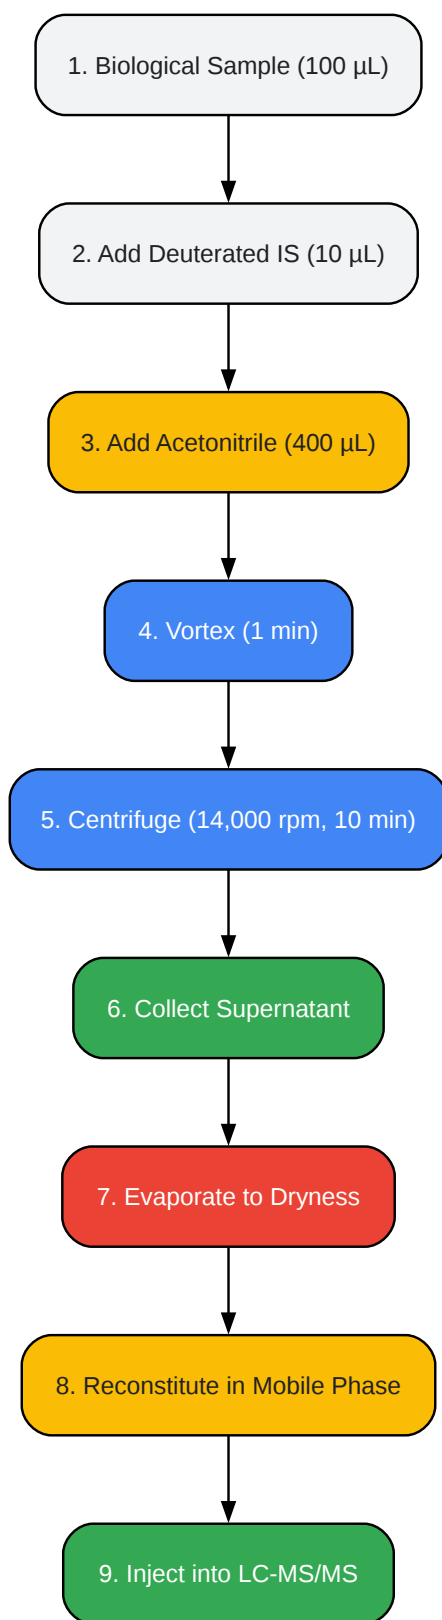 1. Biological Sample (100 µL)
2. Add Deuterated IS (10 µL)
3. Add Acetonitrile (400 µL)
4. Vortex (1 min)
5. Centrifuge (14,000 rpm, 10 min)
6. Collect Supernatant
7. Evaporate to Dryness
8. Reconstitute in Mobile Phase
9. Inject into LC-MS/MS